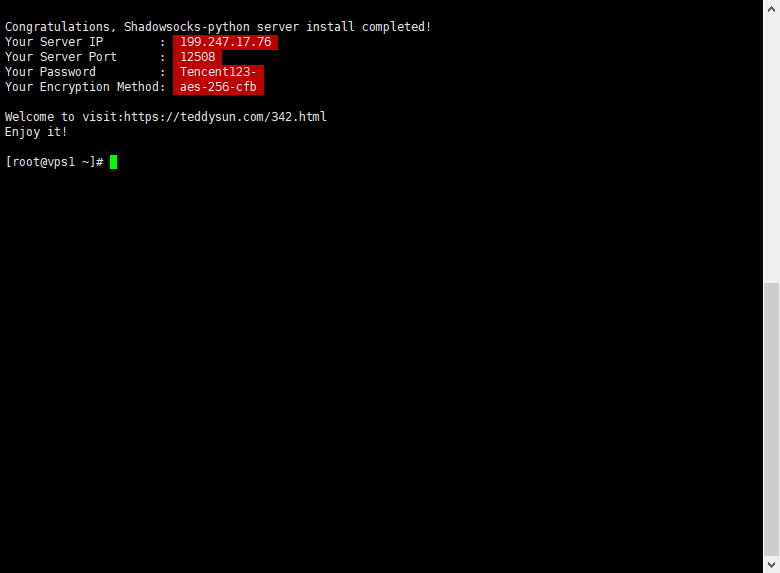 Congratulations, Shadowsocks-python server install completed!
Your Server IP        :  199.247.17.76
Your Server Port      :  12508
Your Password         :  Tencent123-
Your Encryption Method:  aes-256-cfb
Welcome to visit:https://teddysun.com/342.html
Enjoy it!
[root@vps1 ~]#